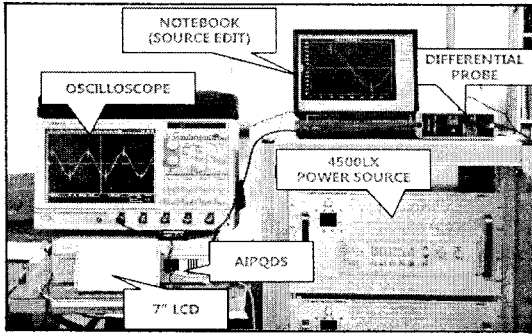 NOTEBOOK
(SOURCE EDIT)
DIFFERENTIAL
PROBE
OSCILLOSCOPE
4500LX
POWER SOURCE
AIPQDS
7" LCD